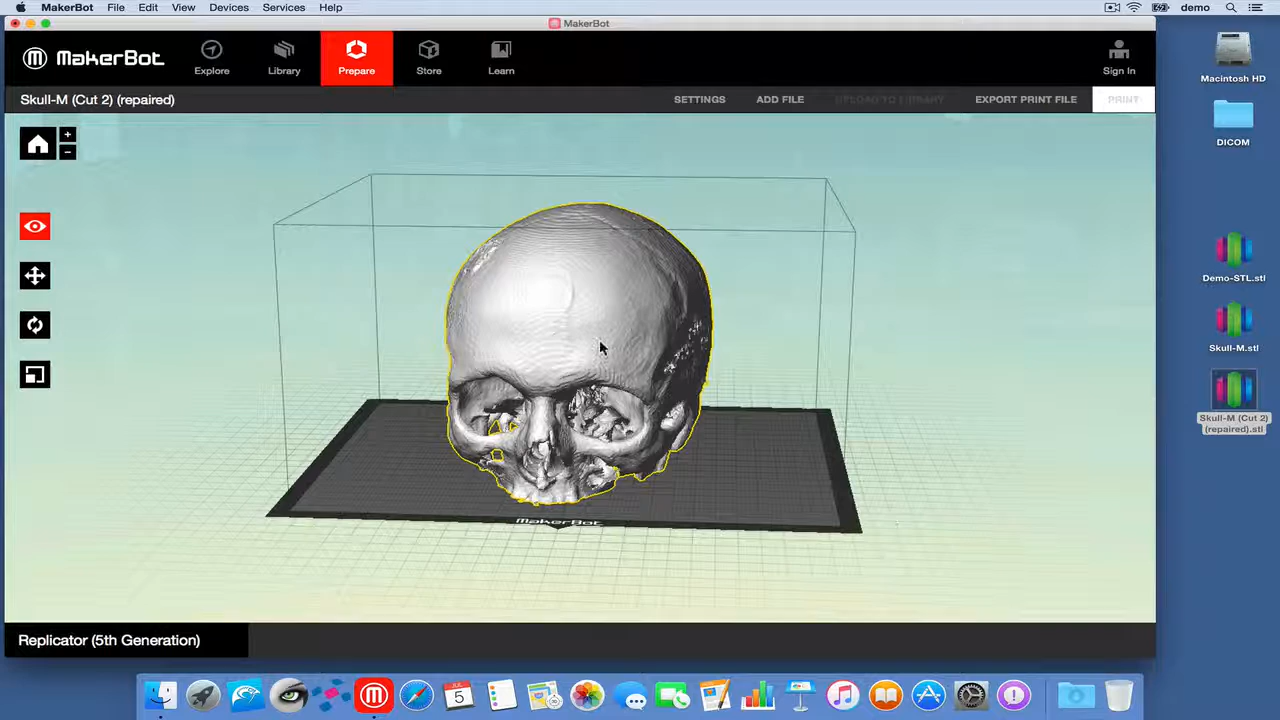 MakerBot File Edit View Devices Services Help demo
MakerBot
MakerBot
Explore
Library
Prepare
Store
Learn
Sign In
Skull-M (Cut 2) (repaired)
SETTINGS
ADD FILE
UPLOAD TO LIBRARY
EXPORT PRINT FILE
PRINT
MakerBot
Replicator (5th Generation)
Macintosh HD
DICOM
Demo-STL.stl
Skull-M.stl
Skull-M (Cut 2)
(repaired).stl
JUL
5